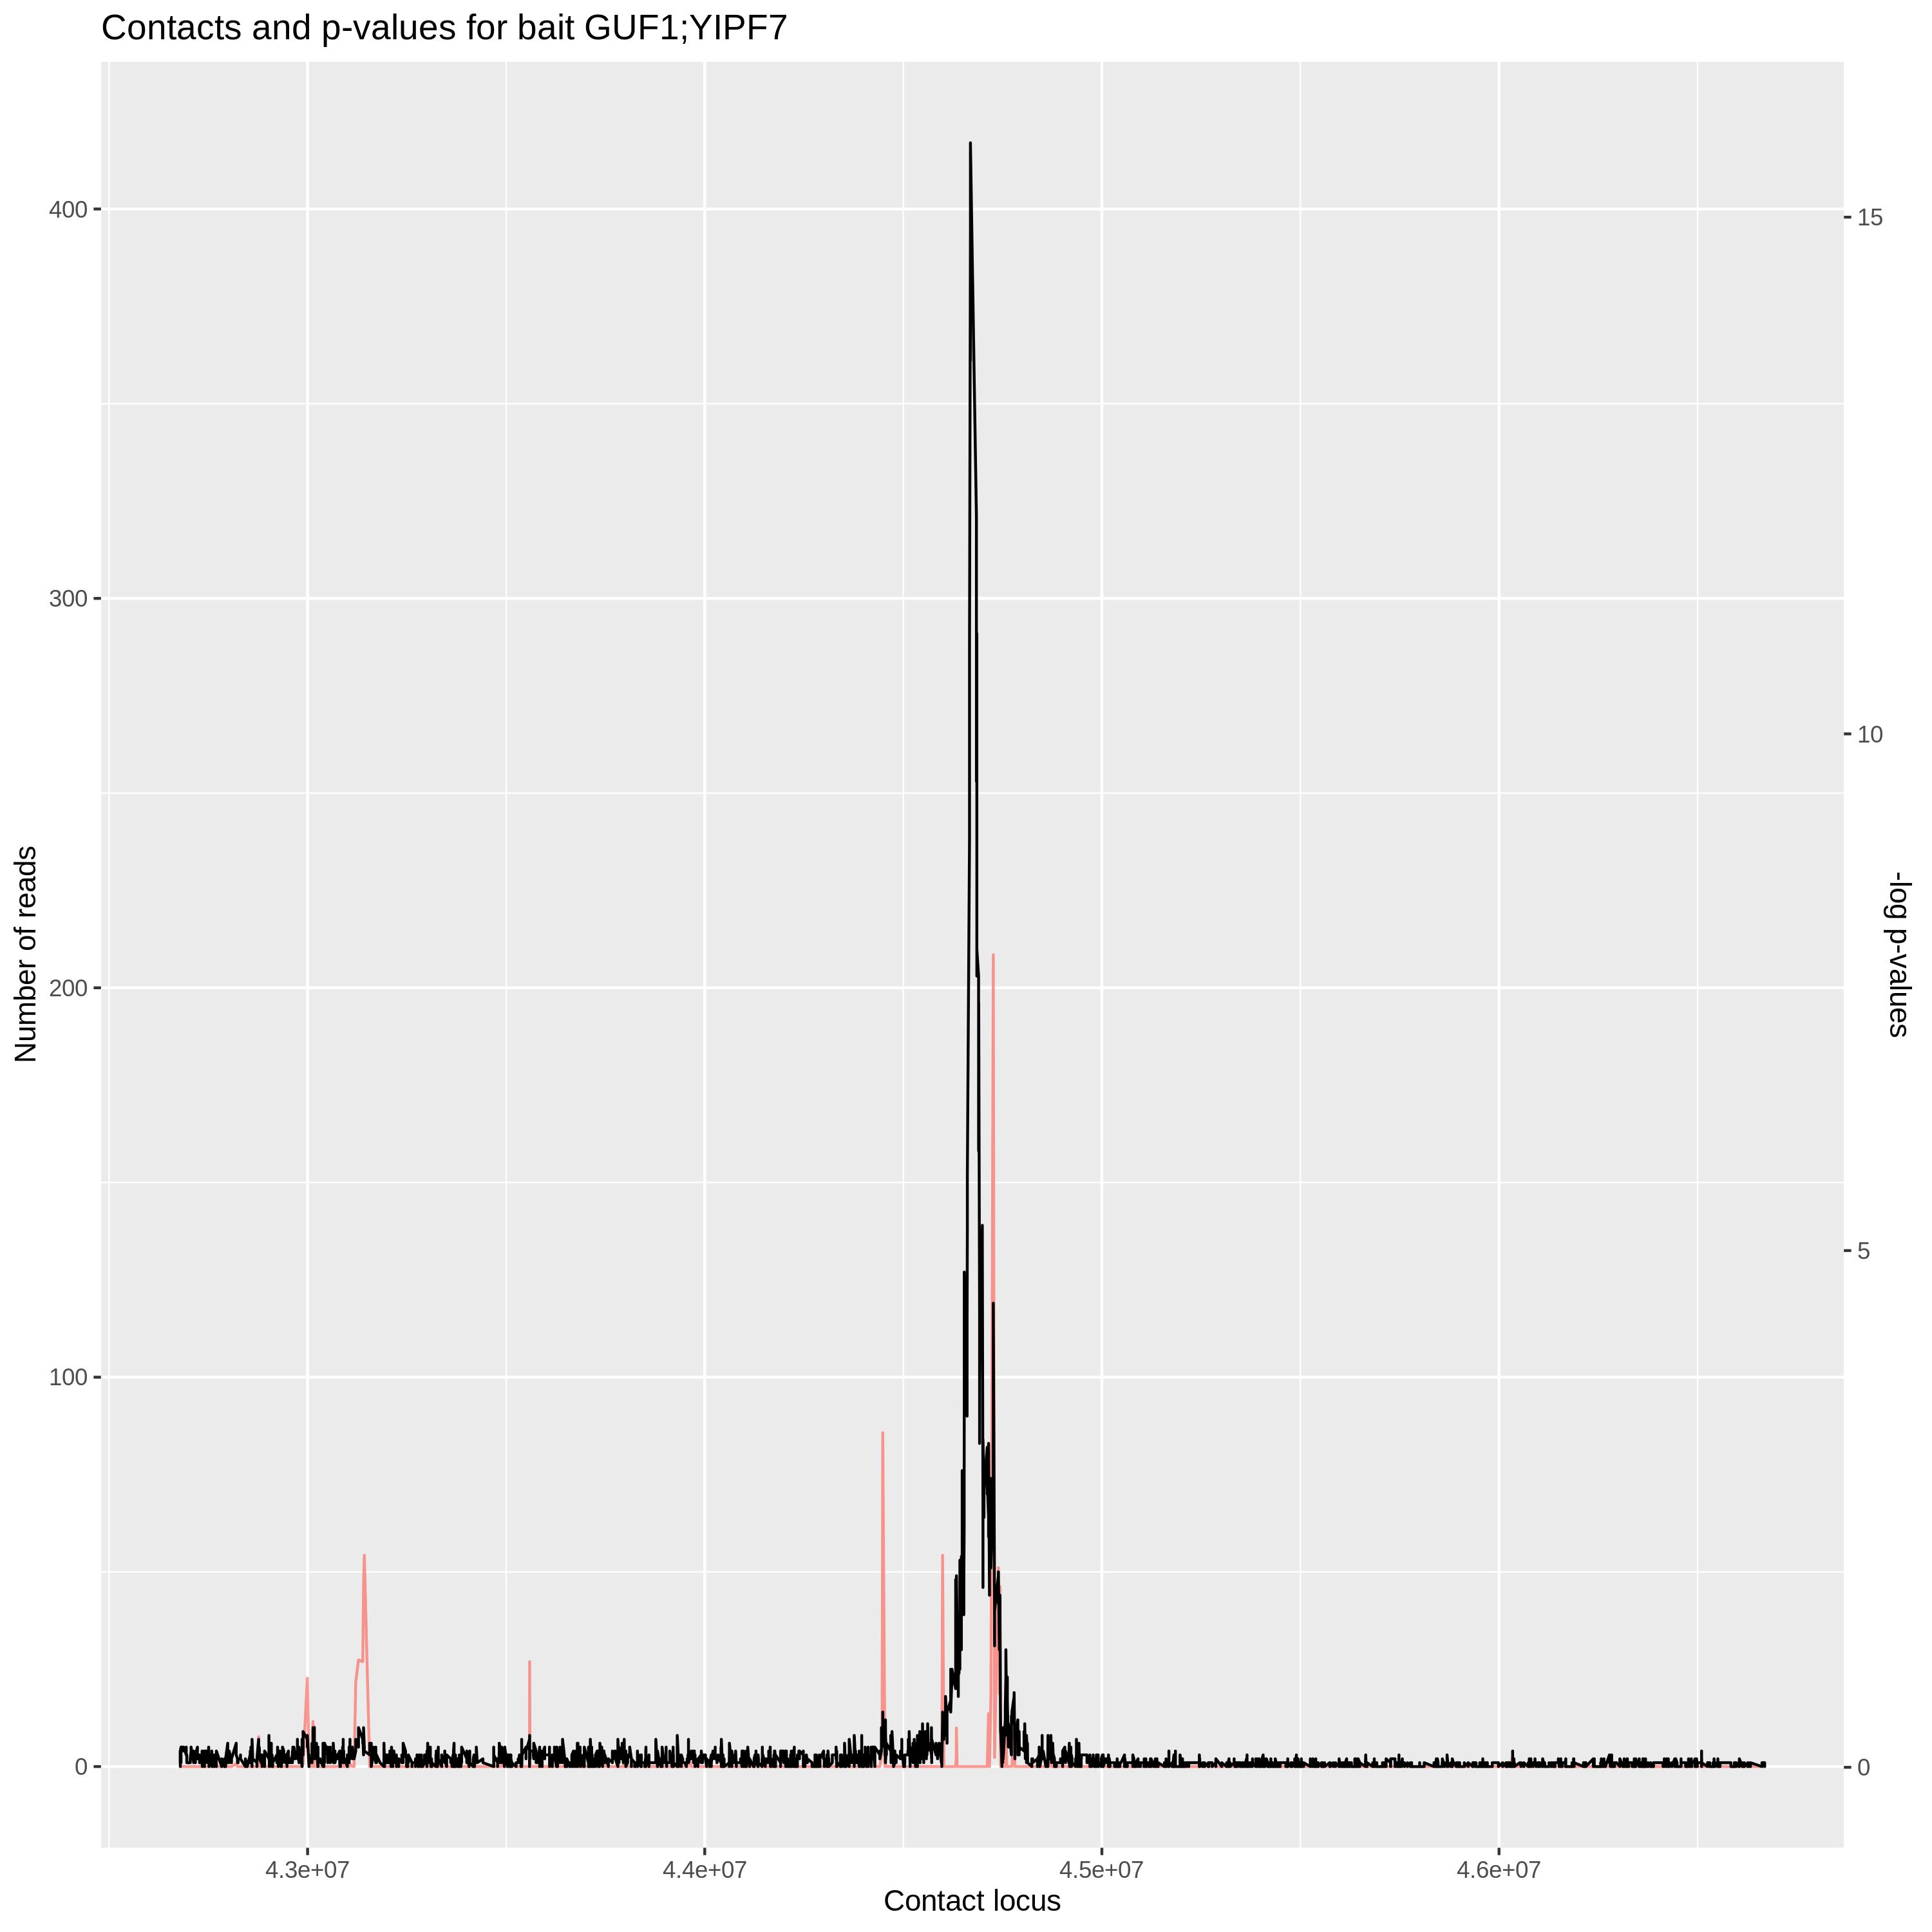 Contacts and p-values for bait GUF1;YIPF7
400
300
200
100
0
Number of reads
15
10
5
0
-log p-values
4.3e+07
4.4e+07
4.5e+07
4.6e+07
Contact locus